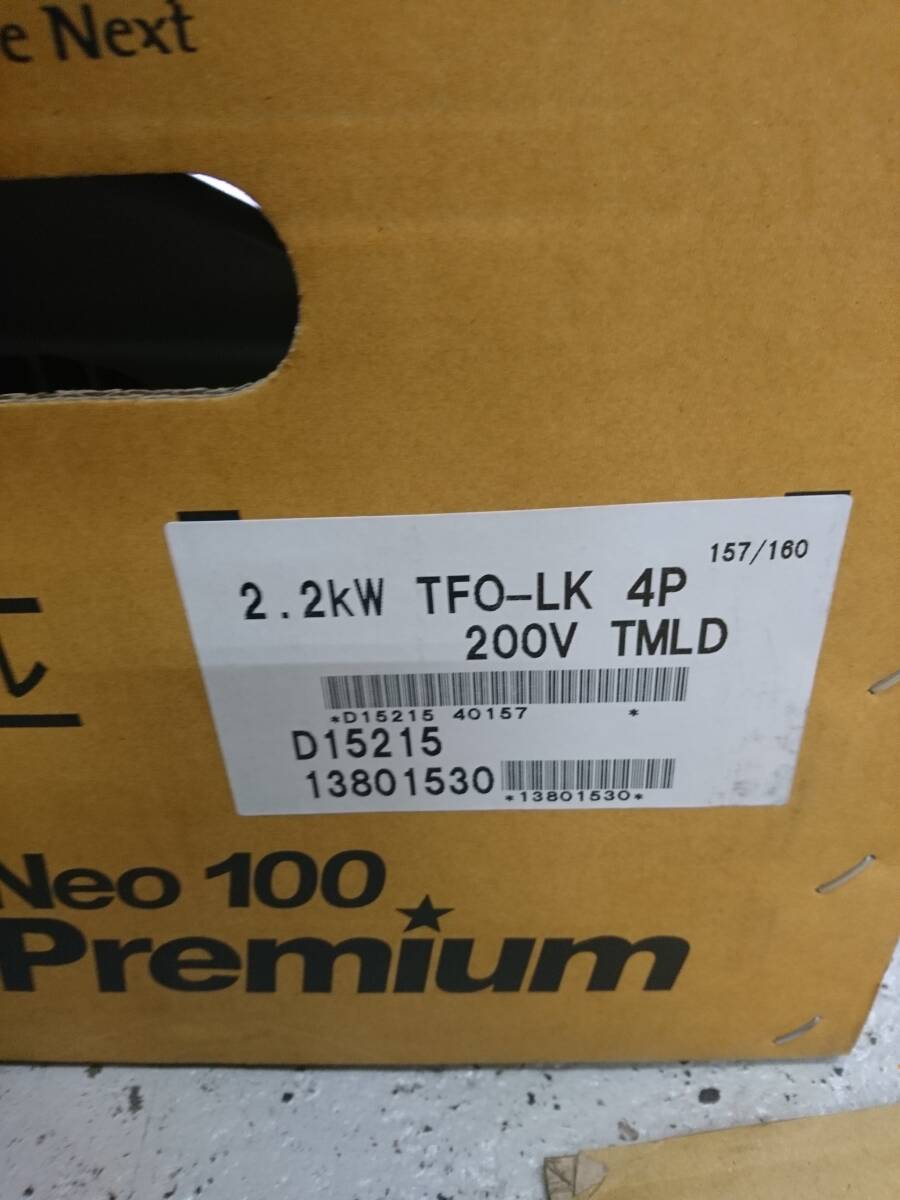 e Next
157/160
2.2kW TFO-LK 4P
200V TMLD
*D15215 40157 *
D15215
13801530
*13801530*
Neo 100
Premium